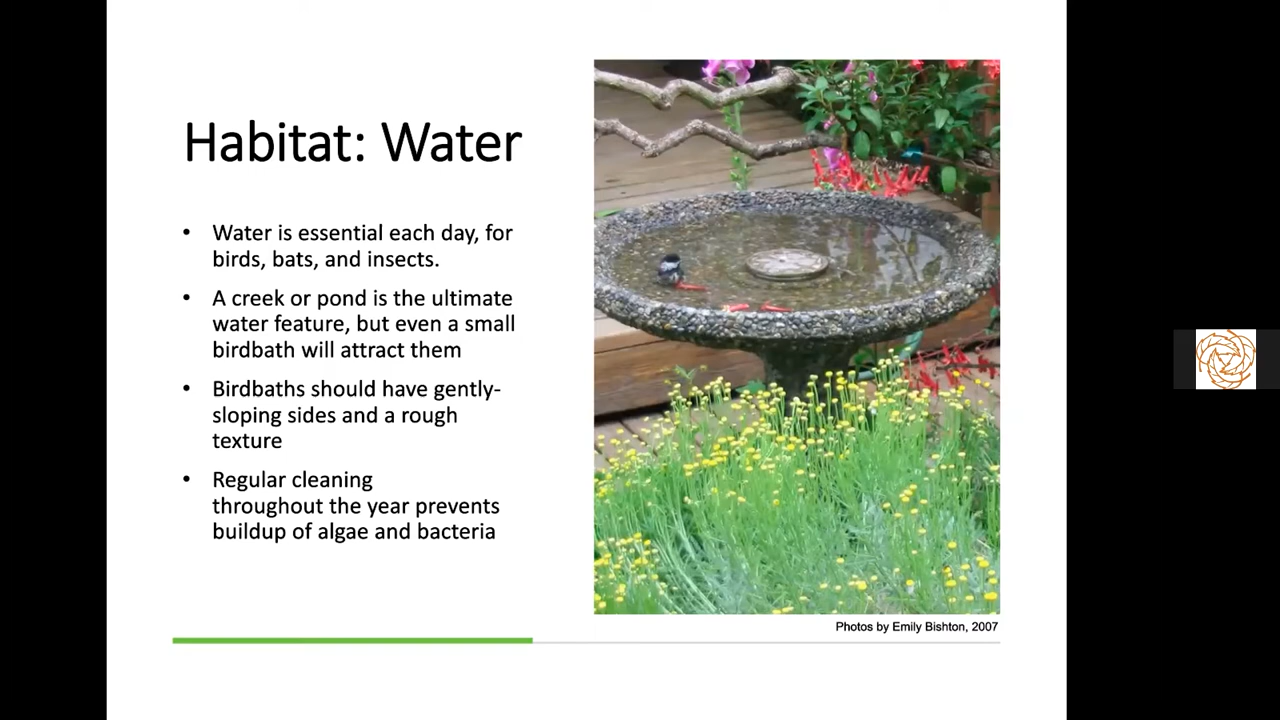 Habitat: Water
• Water is essential each day, for
birds, bats, and insects.
• A creek or pond is the ultimate
water feature, but even a small
birdbath will attract them
• Birdbaths should have gently-
sloping sides and a rough
texture
• Regular cleaning
throughout the year prevents
buildup of algae and bacteria
Photos by Emily Bishton, 2007